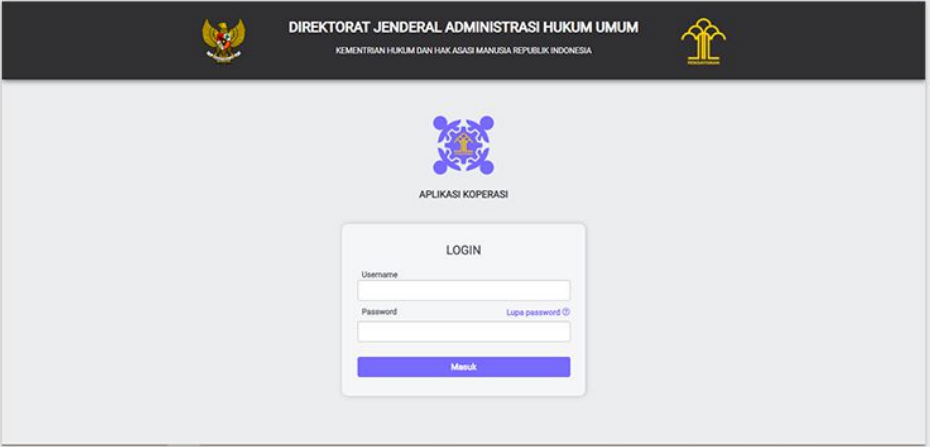 DIREKTORAT JENDERAL ADMINISTRASI HUKUM UMUM
KEMENTRIAN HUKUM DAN HAK ASASI MANUSIA REPUBLIK INDONESIA
PENGAYOMAN
APLIKASI KOPERASI
LOGIN
Username
Password
Lupa password
Masuk